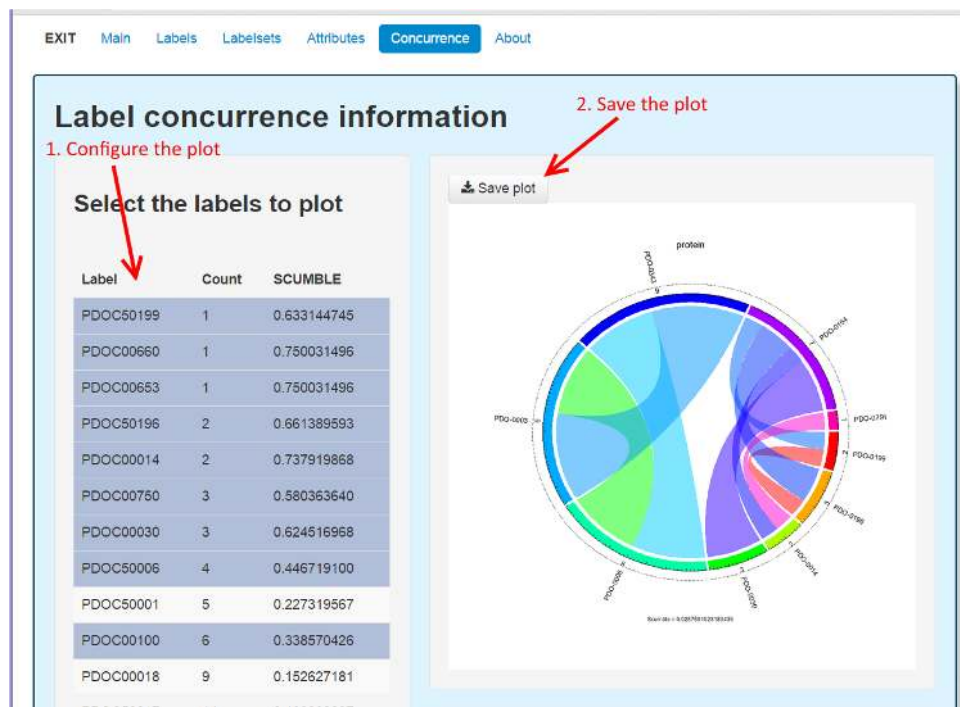 EXIT Main Labels Labelsets Attributes Concurrence About
Label concurrence information
2. Save the plot
1. Configure the plot
Select the labels to plot
Save plot
Label Count SCUMBLE
PDOC50199 1 0.633144745
PDOC00660 1 0.750031496
PDOC00653 1 0.750031496
PDOC50196 2 0.661389593
PDOC00014 2 0.737919868
PDOC00750 3 0.580363640
PDOC00030 3 0.624516968
PDOC50006 4 0.446719100
PDOC50001 5 0.227319567
PDOC00100 6 0.338570426
PDOC00018 9 0.152627181
protein